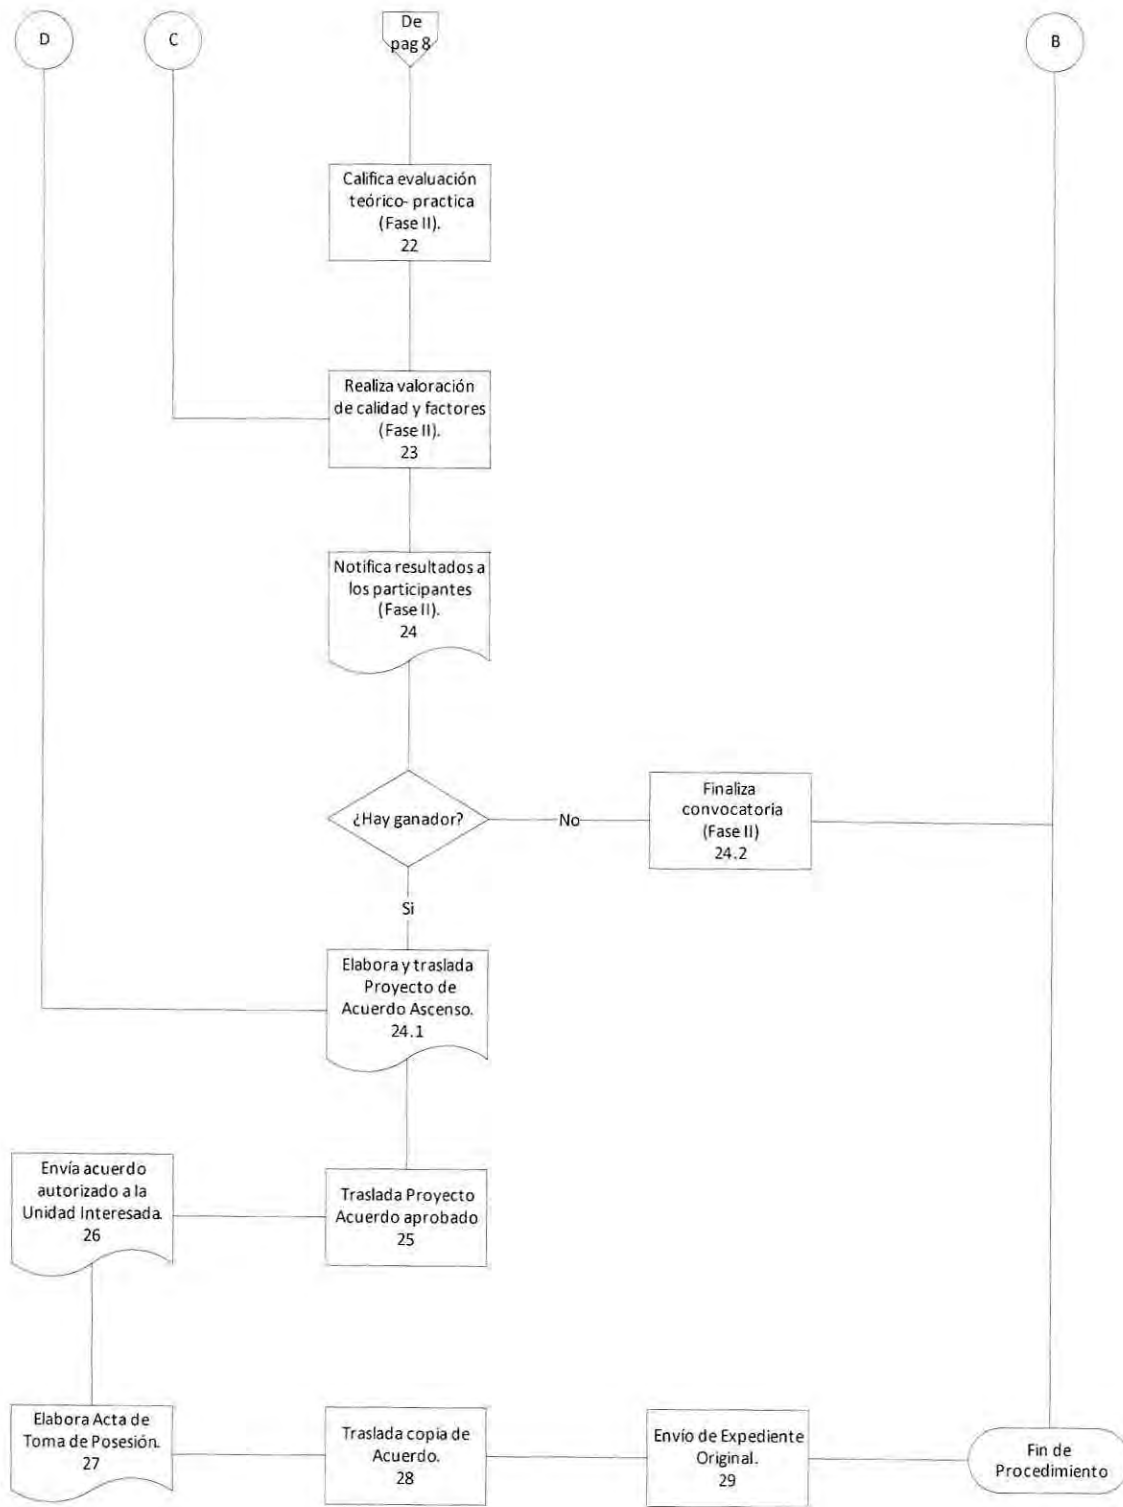 D
C
De
pag 8
B
Califica evaluación
teórico- practica
(Fase II).
22
Realiza valoración
de calidad y factores
(Fase II).
23
Notifica resultados a
los participantes
(Fase II).
24
¿Hay ganador?
No
Finaliza
convocatoria
(Fase II)
24.2
Si
Elabora y traslada
Proyecto de
Acuerdo Ascenso.
24.1
Envía acuerdo
autorizado a la
Unidad Interesada.
26
Traslada Proyecto
Acuerdo aprobado
25
Elabora Acta de
Toma de Posesión.
27
Traslada copia de
Acuerdo.
28
Envío de Expediente
Original.
29
Fin de
Procedimiento